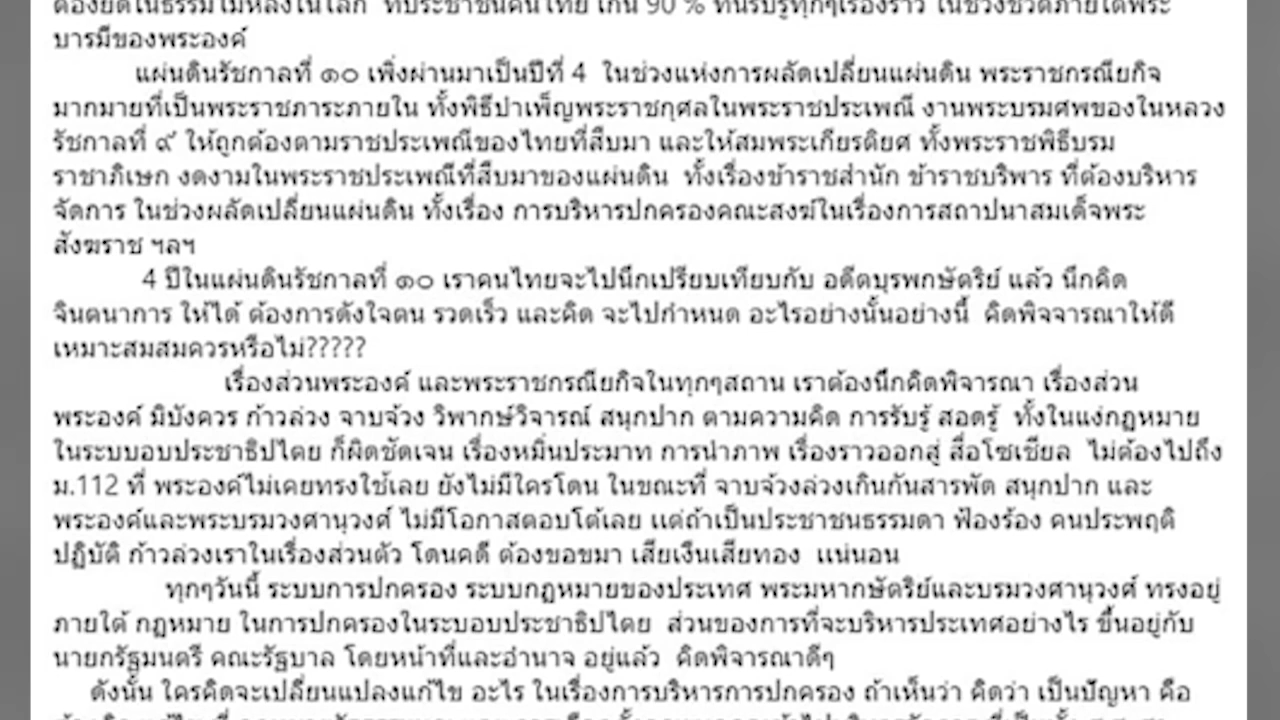 ต้องยึดในธรรมไม่หลงในโลก ที่ประชาชนคนไทย เกิน 90 % ที่นรับรู้ทุกๆเรื่องราว ในช่วงชีวิตภายใต้พระ
บารมีของพระองค์
แผ่นดินรัชกาลที่ ๑๐ เพิ่งผ่านมาเป็นปีที่ 4 ในช่วงแห่งการผลัดเปลี่ยนแผ่นดิน พระราชกรณียกิจ
มากมายที่เป็นพระราชภาระภายใน ทั้งพิธีบำเพ็ญพระราชกุศลในพระราชประเพณี งานพระบรมศพของในหลวง
รัชกาลที่ ๙ ให้ถูกต้องตามราชประเพณีของไทยที่สืบมา และให้สมพระเกียรติยศ ทั้งพระราชพิธีบรม
ราชาภิเษก งดงามในพระราชประเพณีที่สืบมาของแผ่นดิน ทั้งเรื่องข้าราชสำนัก ข้าราชบริพาร ที่ต้องบริหาร
จัดการ ในช่วงผลัดเปลี่ยนแผ่นดิน ทั้งเรื่อง การบริหารปกครองคณะสงฆ์ในเรื่องการสถาปนาสมเด็จพระ
สังฆราช ฯลฯ
4 ปีในแผ่นดินรัชกาลที่ ๑๐ เราคนไทยจะไปนึกเปรียบเทียบกับ อดีตบุรพกษัตริย์ แล้ว นึกคิด
จินตนาการ ให้ได้ ต้องการดังใจตน รวดเร็ว และคิด จะไปกำหนด อะไรอย่างนั้นอย่างนี้ คิดพิจจารณาให้ดี
เหมาะสมสมควรหรือไม่?????
เรื่องส่วนพระองค์ และพระราชกรณียกิจในทุกๆสถาน เราต้องนึกคิดพิจารณา เรื่องส่วน
พระองค์ มิบังควร ก้าวล่วง จาบจ้วง วิพากษ์วิจารณ์ สนุกปาก ตามความคิด การรับรู้ สอดรู้ ทั้งในแง่กฎหมาย
ในระบบอบประชาธิปไตย ก็ผิดชัดเจน เรื่องหมิ่นประมาท การนำภาพ เรื่องราวออกสู่ สื่อโซเชียล ไม่ต้องไปถึง
ม.112 ที่ พระองค์ไม่เคยทรงใช้เลย ยังไม่มีใครโดน ในขณะที่ จาบจ้วงล่วงเกินกันสารพัด สนุกปาก และ
พระองค์และพระบรมวงศานุวงศ์ ไม่มีโอกาสตอบโต้เลย แต่ถ้าเป็นประชาชนธรรมดา ฟ้องร้อง คนประพฤติ
ปฏิบัติ ก้าวล่วงเราในเรื่องส่วนตัว โดนคดี ต้องขอขมา เสียเงินเสียทอง แน่นอน
ทุกๆวันนี้ ระบบการปกครอง ระบบกฎหมายของประเทศ พระมหากษัตริย์และบรมวงศานุวงศ์ ทรงอยู่
ภายใต้ กฎหมาย ในการปกครองในระบอบประชาธิปไตย ส่วนของการที่จะบริหารประเทศอย่างไร ขึ้นอยู่กับ
นายกรัฐมนตรี คณะรัฐบาล โดยหน้าที่และอำนาจ อยู่แล้ว คิดพิจารณาดีๆ
ดังนั้น ใครคิดจะเปลี่ยนแปลงแก้ไข อะไร ในเรื่องการบริหารการปกครอง ถ้าเห็นว่า คิดว่า เป็นปัญหา คือ